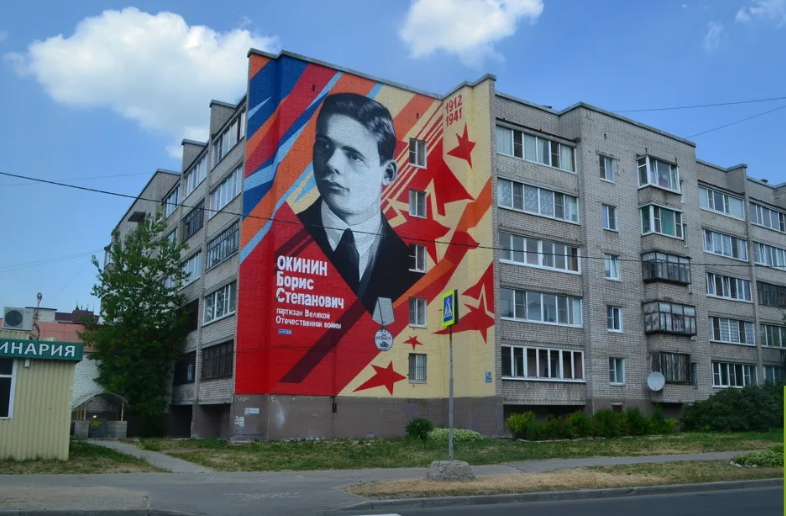 1912
1941
ОКИНИН
Борис
Степанович
партизан Великой
Отечественной войны
ИНАРИЯ